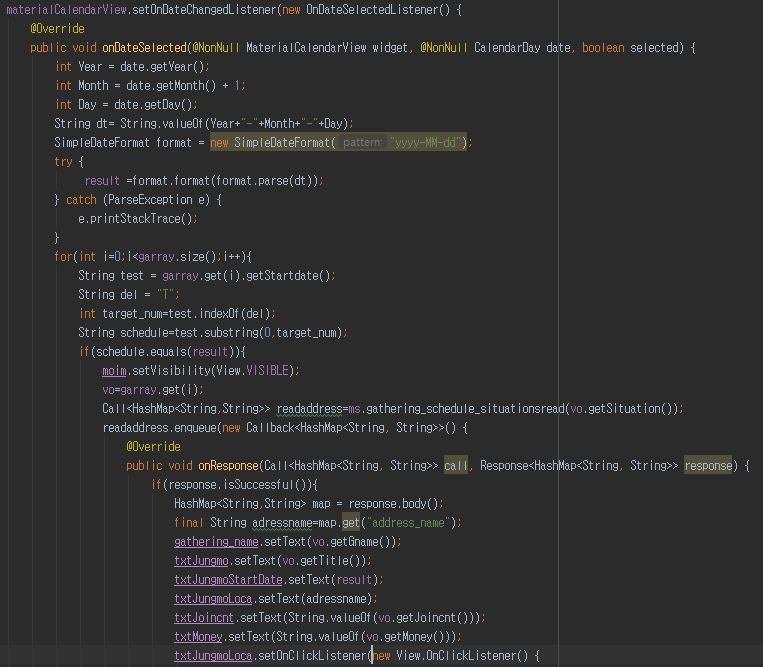 materialCalendarView.setOnDateChangedListener(new OnDateSelectedListener() {
@Override
public void onDateSelected(@NonNull MaterialCalendarView widget, @NonNull CalendarDay date, boolean selected) {
int Year = date.getYear();
int Month = date.getMonth() + 1;
int Day = date.getDay();
String dt= String.valueOf(Year+"-"+Month+"-"+Day);
SimpleDateFormat format = new SimpleDateFormat( pattern: "yyyy-MM-dd");
try {
result =format.format(format.parse(dt));
} catch (ParseException e) {
e.printStackTrace();
}
for(int i=0;i<garray.size();i++){
String test = garray.get(i).getStartdate();
String del = "T";
int target_num=test.indexOf(del);
String schedule=test.substring(0,target_num);
if(schedule.equals(result)){
moim.setVisibility(View.VISIBLE);
vo=garray.get(i);
Call<HashMap<String,String>> readaddress=ms.gathering_schedule_situationsread(vo.getSituation());
readaddress.enqueue(new Callback<HashMap<String, String>>() {
@Override
public void onResponse(Call<HashMap<String, String>> call, Response<HashMap<String, String>> response) {
if(response.isSuccessful()){
HashMap<String,String> map = response.body();
final String adressname=map.get("address_name");
gathering_name.setText(vo.getGname());
txtJungmo.setText(vo.getTitle());
txtJungmoStartDate.setText(result);
txtJungmoLoca.setText(adressname);
txtJoincnt.setText(String.valueOf(vo.getJoincnt()));
txtMoney.setText(String.valueOf(vo.getMoney()));
txtJungmoLoca.setOnClickListener(new View.OnClickListener() {